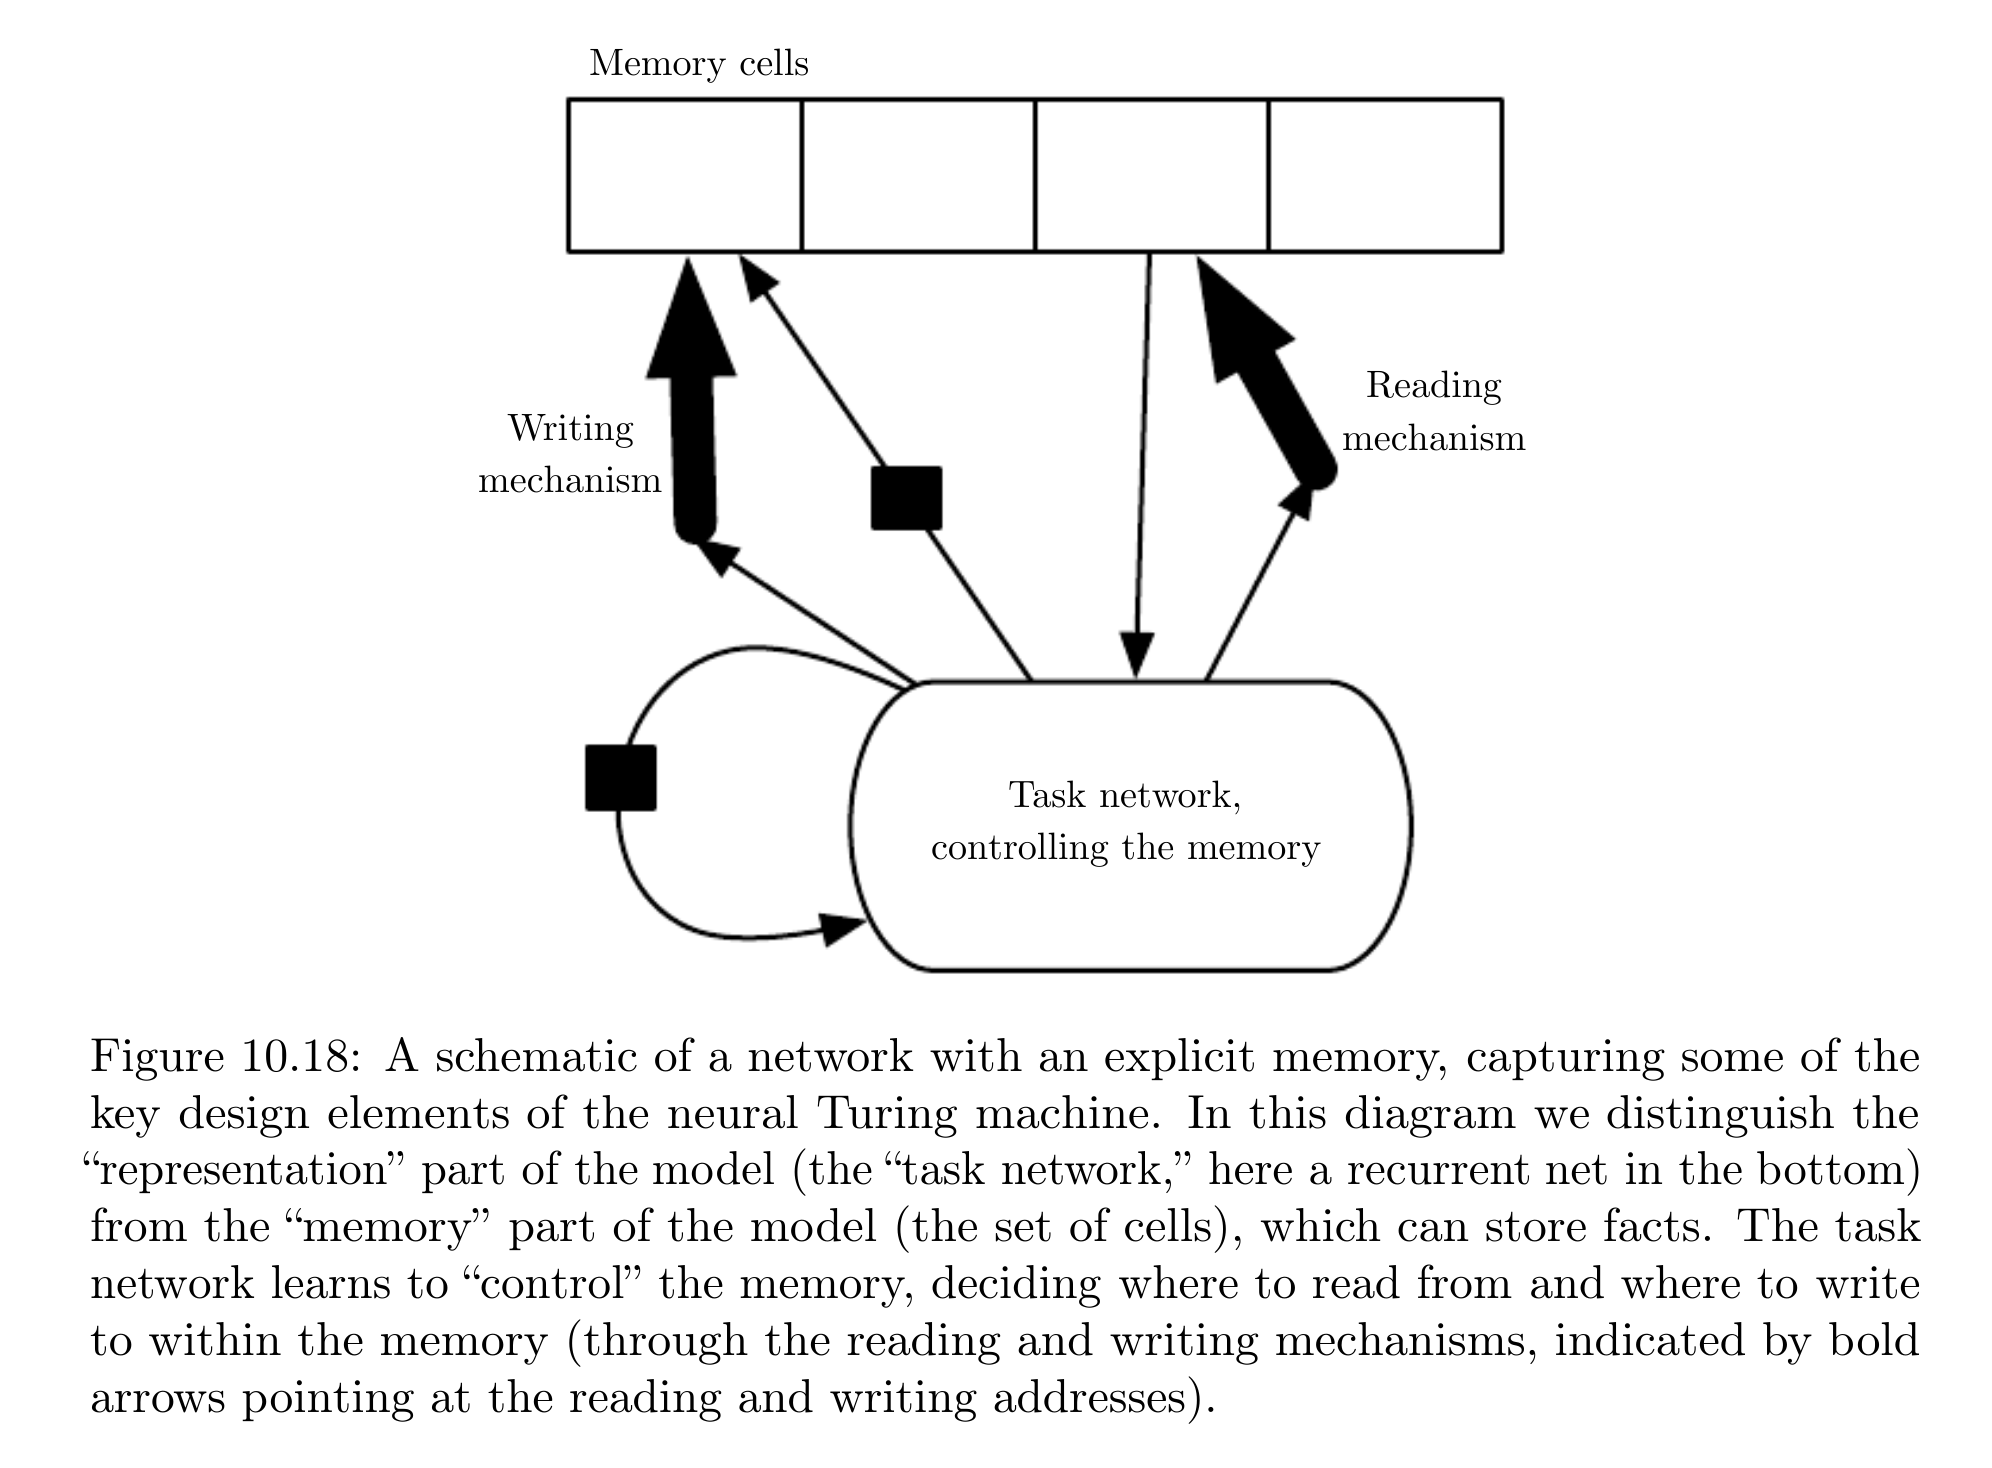 Memory cells
Writing
mechanism
Reading
mechanism
Task network,
controlling the memory
Figure 10.18: A schematic of a network with an explicit memory, capturing some of the
key design elements of the neural Turing machine. In this diagram we distinguish the
“representation” part of the model (the “task network,” here a recurrent net in the bottom)
from the “memory” part of the model (the set of cells), which can store facts. The task
network learns to “control” the memory, deciding where to read from and where to write
to within the memory (through the reading and writing mechanisms, indicated by bold
arrows pointing at the reading and writing addresses).